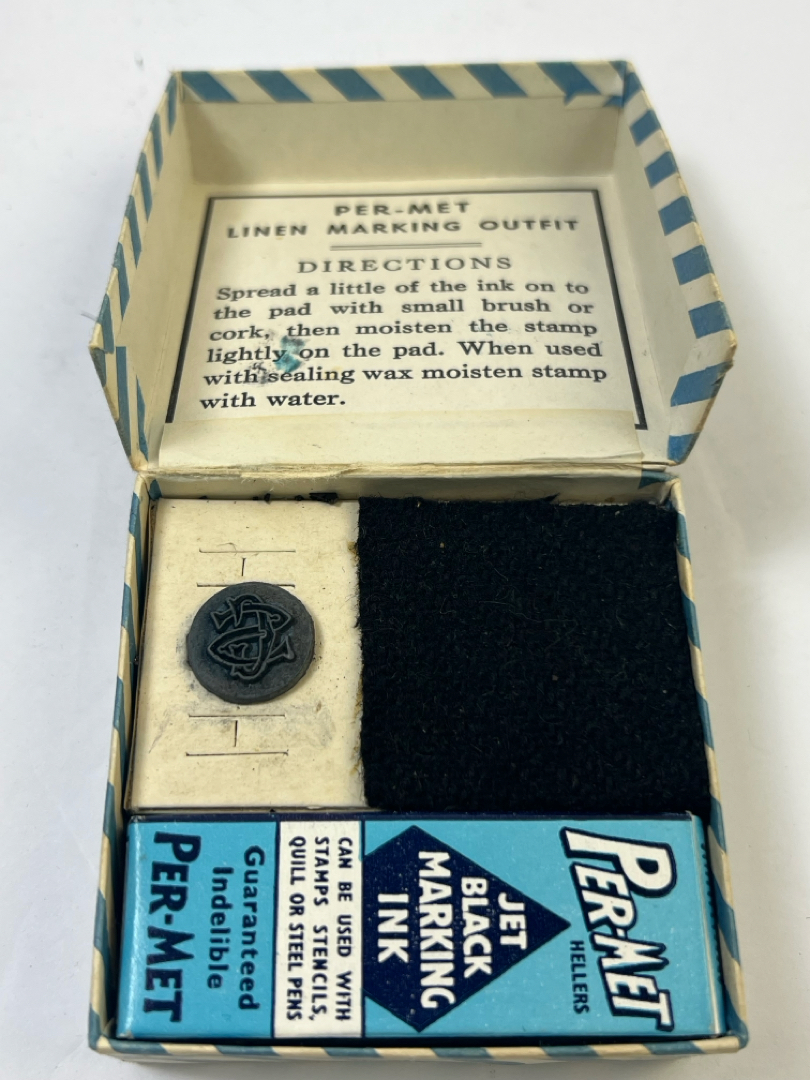 PER-MET
LINEN MARKING OUTFIT
DIRECTIONS
Spread a little of the ink on to
the pad with small brush or
cork, then moisten the stamp
lightly on the pad. When used
with sealing wax moisten stamp
with water.
PER-MET
HELLERS
JET
BLACK
MARKING
INK
CAN BE USED WITH
STAMPS STENCILS,
QUILL OR STEEL PENS
Guaranteed
Indelible
PER-MET